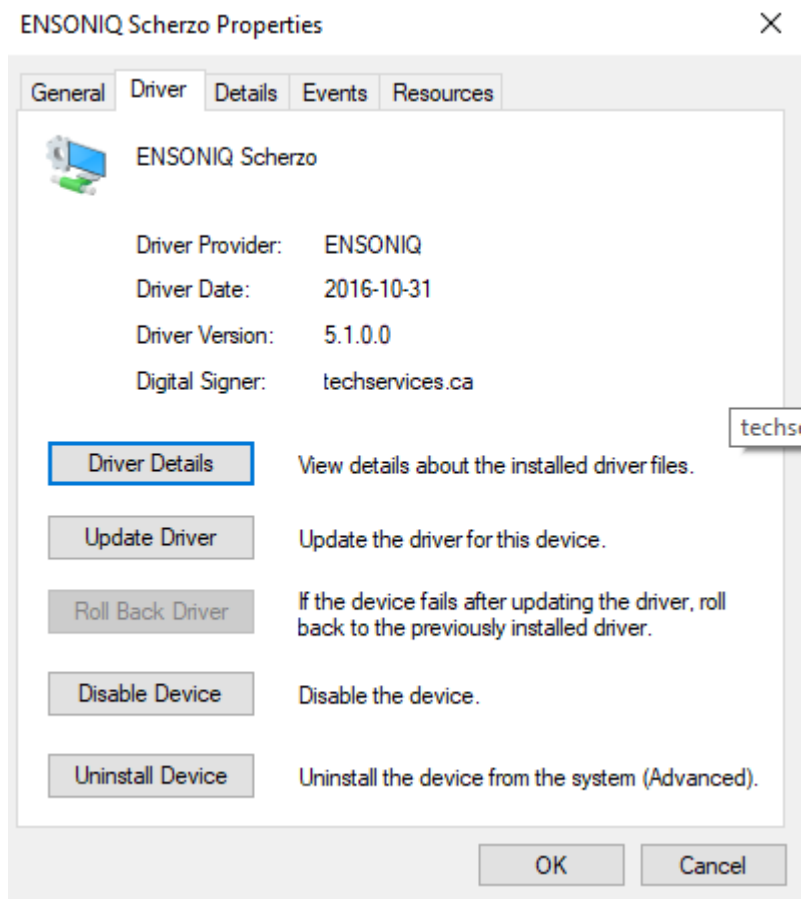 ENSONIQ Scherzo Properties
General Driver Details Events Resources
ENSONIQ Scherzo
Driver Provider: ENSONIQ
Driver Date: 2016-10-31
Driver Version: 5.1.0.0
Digital Signer: techservices.ca
techs
Driver Details View details about the installed driver files.
Update Driver Update the driver for this device.
Roll Back Driver If the device fails after updating the driver, roll
back to the previously installed driver.
Disable Device Disable the device.
Uninstall Device Uninstall the device from the system (Advanced).
OK Cancel